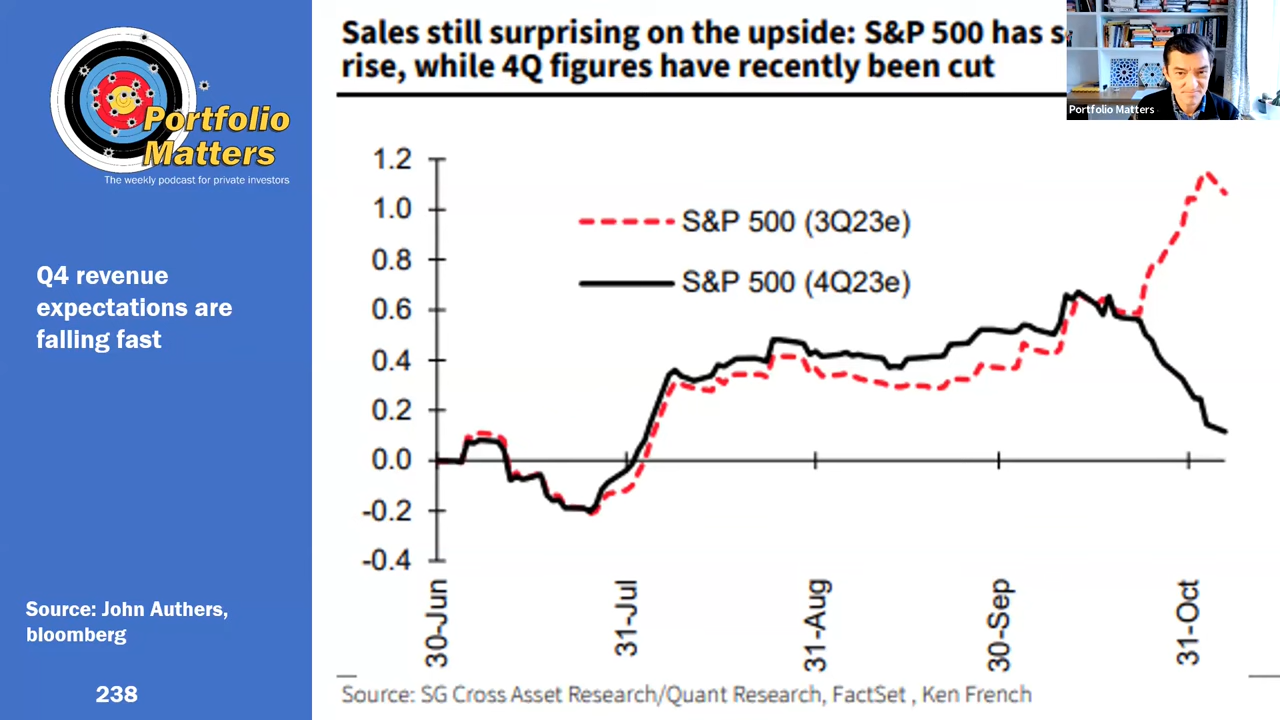 Sales still surprising on the upside: S&P 500 has
rise, while 4Q figures have recently been cut
Portfolio Matters
Portfolio
Matters
The weekly podcast for private investors
Q4 revenue
expectations are
falling fast
Source: John Authers,
bloomberg
238
1.2
1.0
0.8
0.6
0.4
0.2
0.0
-0.2
-0.4
S&P 500 (3Q23e)
S&P 500 (4Q23e)
30-Jun
31-Jul
31-Aug
30-Sep
31-Oct
Source: SG Cross Asset Research/Quant Research, FactSet , Ken French